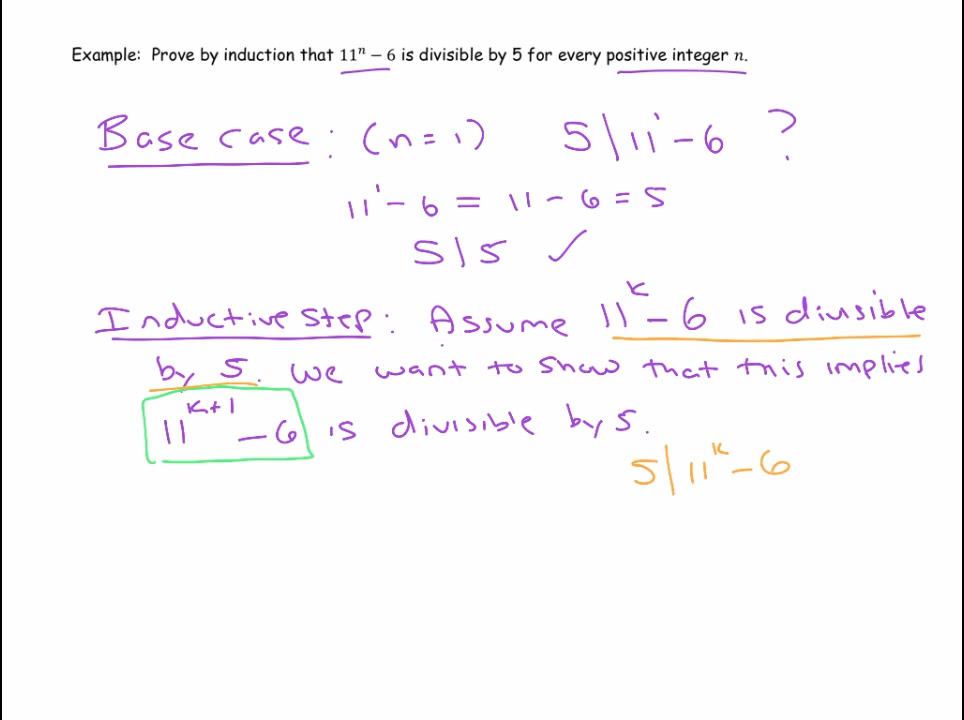 Example: Prove by induction that 11ⁿ − 6 is divisible by 5 for every positive integer n.
Base case: (n=1) 5|11¹-6 ?
11¹-6 = 11-6=5
5|5 ✓
Inductive Step: Assume 11ᵏ-6 is divisible
by 5. We want to show that this implies
11ᵏ⁺¹-6 is divisible by 5.
5|11ᵏ-6